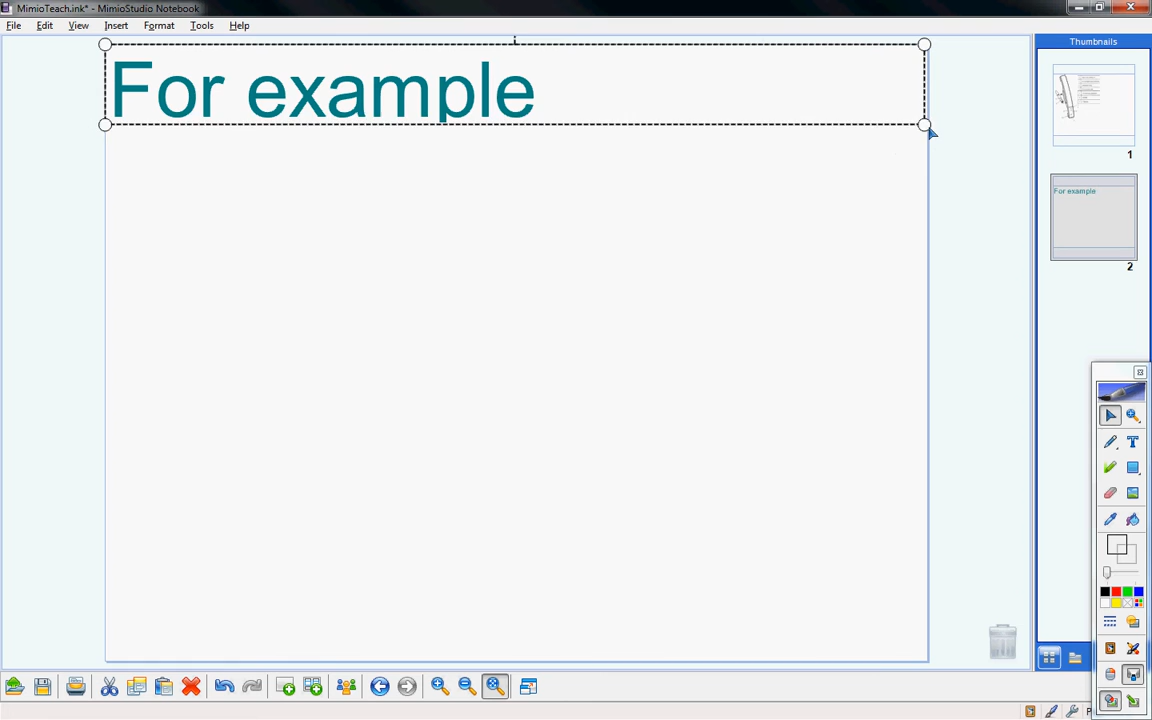 MimioTeach.ink* - MimioStudio Notebook
File Edit View Insert Format Tools Help
For example
Thumbnails
1
For example
2